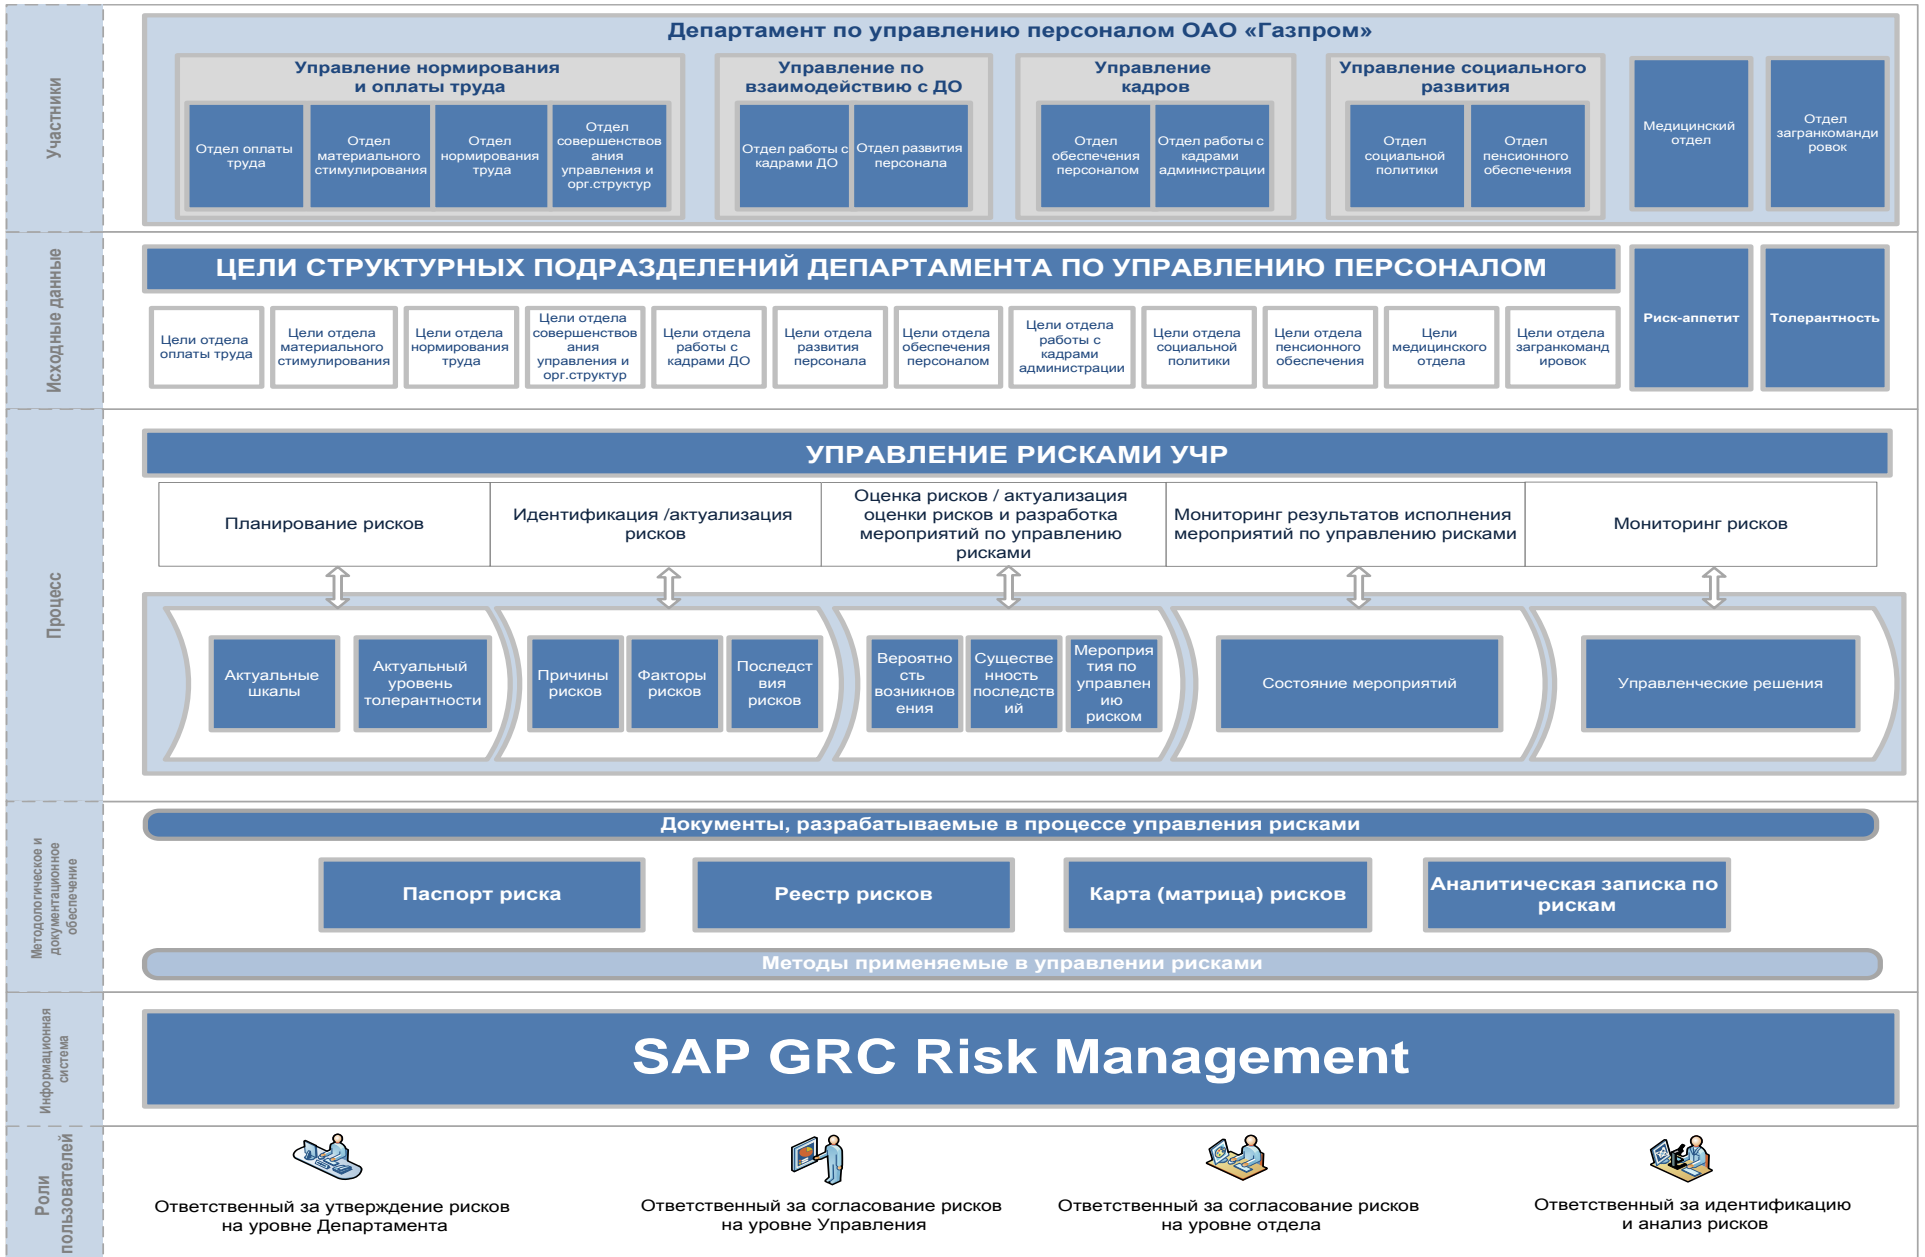 Участники
Департамент по управлению персоналом ОАО «Газпром»
Управление нормирования
и оплаты труда
Отдел оплаты
труда
Отдел
материального
стимулирования
Отдел
нормирования
труда
Отдел
совершенствов
ания
управления и
орг.структур
Управление по
взаимодействию с ДО
Отдел работы с
кадрами ДО
Отдел развития
персонала
Управление
кадров
Отдел
обеспечения
персоналом
Отдел работы с
кадрами
администрации
Управление социального
развития
Отдел
социальной
политики
Отдел
пенсионного
обеспечения
Медицинский
отдел
Отдел
загранкоманди
ровок
Исходные данные
ЦЕЛИ СТРУКТУРНЫХ ПОДРАЗДЕЛЕНИЙ ДЕПАРТАМЕНТА ПО УПРАВЛЕНИЮ ПЕРСОНАЛОМ
Цели отдела
оплаты труда
Цели отдела
материального
стимулирования
Цели отдела
нормирования
труда
Цели отдела
совершенствов
ания
управления и
орг.структур
Цели отдела
работы с
кадрами ДО
Цели отдела
развития
персонала
Цели отдела
обеспечения
персоналом
Цели отдела
работы с
кадрами
администрации
Цели отдела
социальной
политики
Цели отдела
пенсионного
обеспечения
Цели
медицинского
отдела
Цели отдела
загранкоманд
ировок
Риск-аппетит
Толерантность
Процесс
УПРАВЛЕНИЕ РИСКАМИ УЧР
Планирование рисков
Идентификация /актуализация
рисков
Оценка рисков / актуализация
оценки рисков и разработка
мероприятий по управлению
рисками
Мониторинг результатов исполнения
мероприятий по управлению рисками
Мониторинг рисков
Актуальные
шкалы
Актуальный
уровень
толерантности
Причины
рисков
Факторы
рисков
Последст
вия
рисков
Вероятно
сть
возникнов
ения
Существе
нность
последств
ий
Мероприя
тия по
управлен
ию
риском
Состояние мероприятий
Управленческие решения
Методологическое и
документационное
обеспечение
Документы, разрабатываемые в процессе управления рисками
Паспорт риска
Реестр рисков
Карта (матрица) рисков
Аналитическая записка по
рискам
Методы применяемые в управлении рисками
Информационная
система
SAP GRC Risk Management
Роли
пользователей
Ответственный за утверждение рисков
на уровне Департамента
Ответственный за согласование рисков
на уровне Управления
Ответственный за согласование рисков
на уровне отдела
Ответственный за идентификацию
и анализ рисков